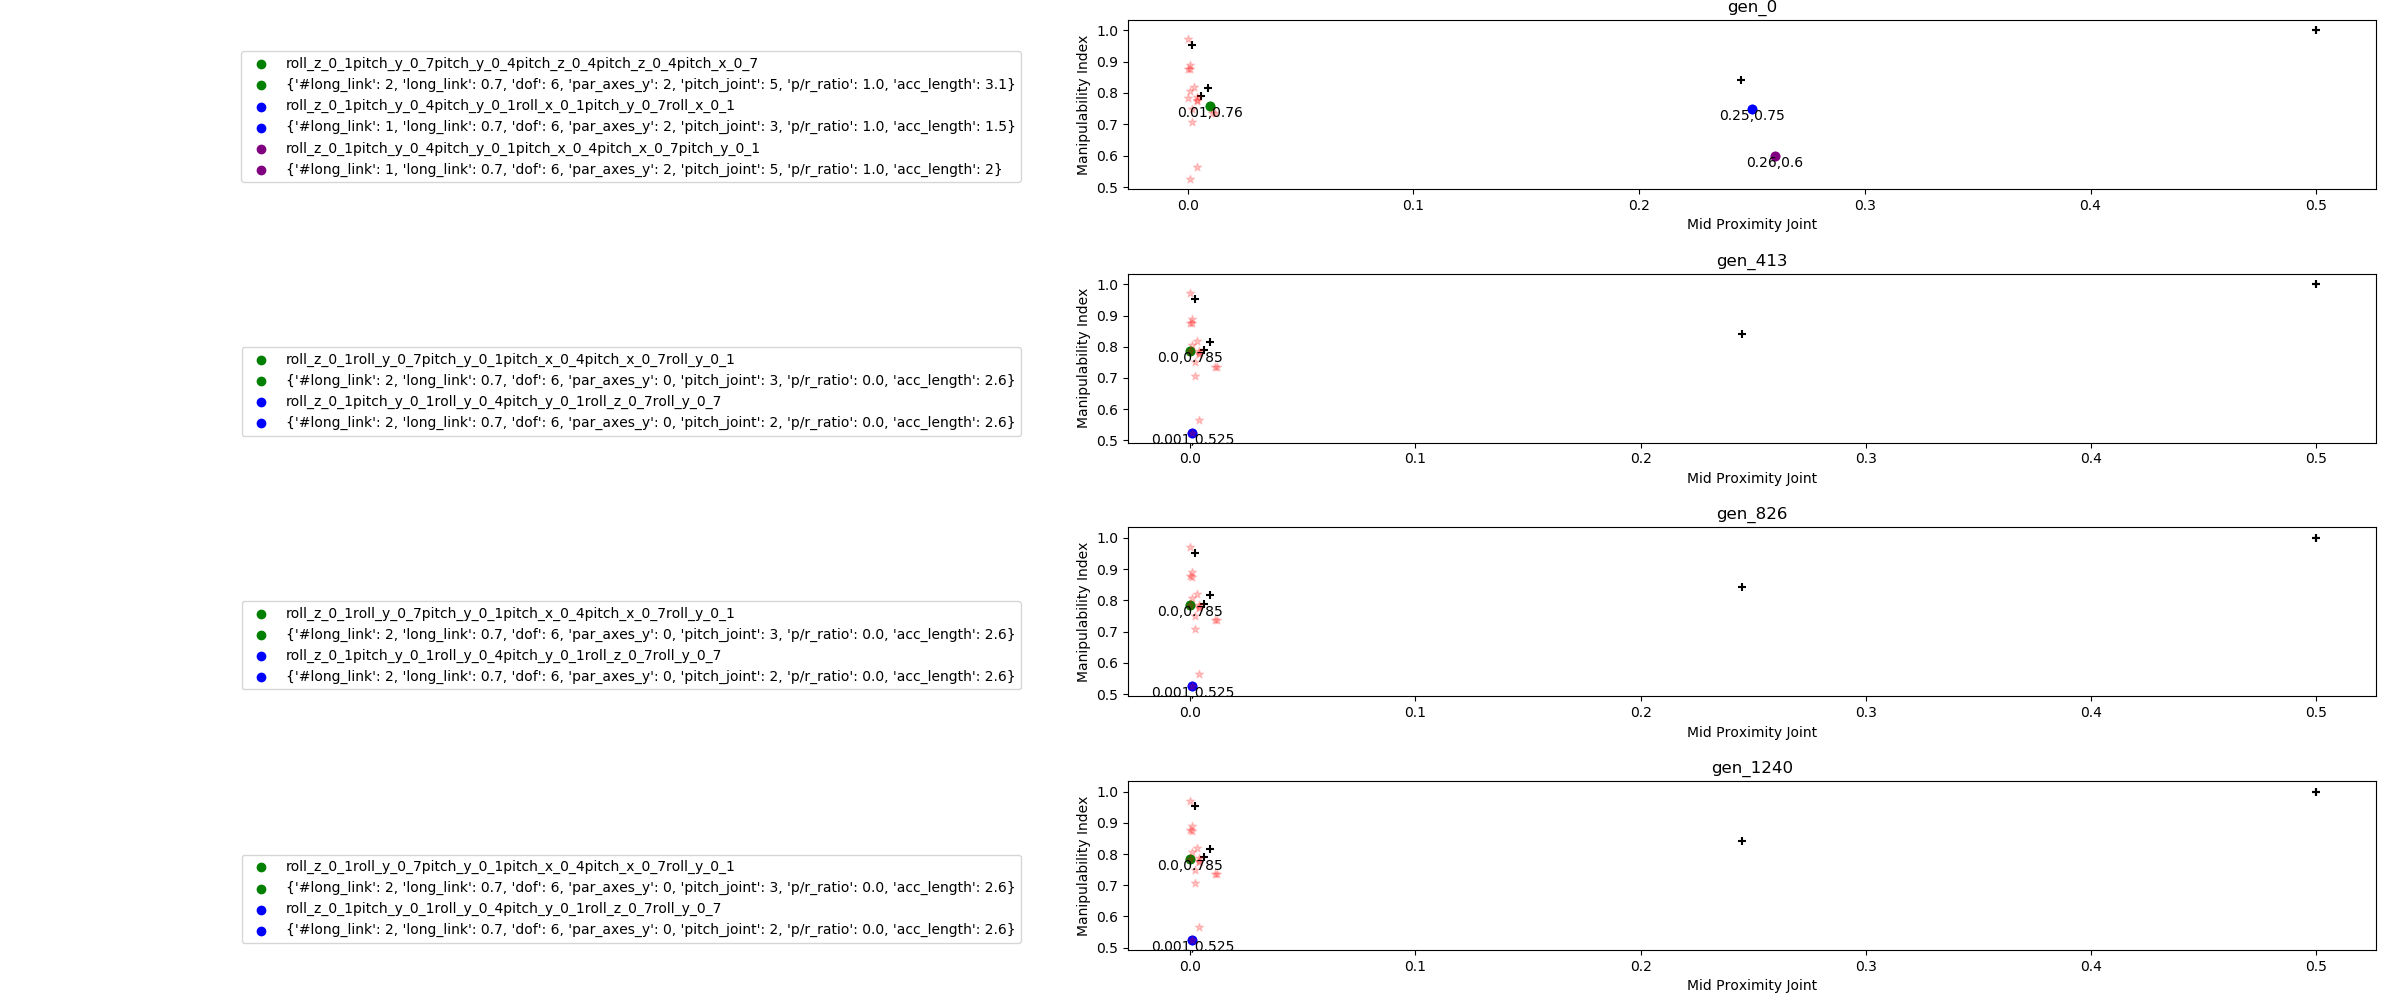 gen_0
roll_z_0_1pitch_y_0_7pitch_y_0_4pitch_z_0_4pitch_z_0_4pitch_x_0_7
{'#long_link': 2, 'long_link': 0.7, 'dof': 6, 'par_axes_y': 2, 'pitch_joint': 5, 'p/r_ratio': 1.0, 'acc_length': 3.1}
roll_z_0_1pitch_y_0_4pitch_y_0_1roll_x_0_1pitch_y_0_7roll_x_0_1
{'#long_link': 1, 'long_link': 0.7, 'dof': 6, 'par_axes_y': 2, 'pitch_joint': 3, 'p/r_ratio': 1.0, 'acc_length': 1.5}
roll_z_0_1pitch_y_0_4pitch_y_0_1pitch_x_0_4pitch_x_0_7pitch_y_0_1
{'#long_link': 1, 'long_link': 0.7, 'dof': 6, 'par_axes_y': 2, 'pitch_joint': 5, 'p/r_ratio': 1.0, 'acc_length': 2}
Manipulability Index
1.0
0.9
0.8
0.7
0.6
0.5
0.01,0.76
0.25,0.75
0.26,0.6
0.0 0.1 0.2 0.3 0.4 0.5
Mid Proximity Joint
gen_413
roll_z_0_1roll_y_0_7pitch_y_0_1pitch_x_0_4pitch_x_0_7roll_y_0_1
{'#long_link': 2, 'long_link': 0.7, 'dof': 6, 'par_axes_y': 0, 'pitch_joint': 3, 'p/r_ratio': 0.0, 'acc_length': 2.6}
roll_z_0_1pitch_y_0_1roll_y_0_4pitch_y_0_1roll_z_0_7roll_y_0_7
{'#long_link': 2, 'long_link': 0.7, 'dof': 6, 'par_axes_y': 0, 'pitch_joint': 2, 'p/r_ratio': 0.0, 'acc_length': 2.6}
Manipulability Index
1.0
0.9
0.8
0.7
0.6
0.5
0.0,0.785
0.001,0.525
0.0 0.1 0.2 0.3 0.4 0.5
Mid Proximity Joint
gen_826
roll_z_0_1roll_y_0_7pitch_y_0_1pitch_x_0_4pitch_x_0_7roll_y_0_1
{'#long_link': 2, 'long_link': 0.7, 'dof': 6, 'par_axes_y': 0, 'pitch_joint': 3, 'p/r_ratio': 0.0, 'acc_length': 2.6}
roll_z_0_1pitch_y_0_1roll_y_0_4pitch_y_0_1roll_z_0_7roll_y_0_7
{'#long_link': 2, 'long_link': 0.7, 'dof': 6, 'par_axes_y': 0, 'pitch_joint': 2, 'p/r_ratio': 0.0, 'acc_length': 2.6}
Manipulability Index
1.0
0.9
0.8
0.7
0.6
0.5
0.0,0.785
0.001,0.525
0.0 0.1 0.2 0.3 0.4 0.5
Mid Proximity Joint
gen_1240
roll_z_0_1roll_y_0_7pitch_y_0_1pitch_x_0_4pitch_x_0_7roll_y_0_1
{'#long_link': 2, 'long_link': 0.7, 'dof': 6, 'par_axes_y': 0, 'pitch_joint': 3, 'p/r_ratio': 0.0, 'acc_length': 2.6}
roll_z_0_1pitch_y_0_1roll_y_0_4pitch_y_0_1roll_z_0_7roll_y_0_7
{'#long_link': 2, 'long_link': 0.7, 'dof': 6, 'par_axes_y': 0, 'pitch_joint': 2, 'p/r_ratio': 0.0, 'acc_length': 2.6}
Manipulability Index
1.0
0.9
0.8
0.7
0.6
0.5
0.0,0.785
0.001,0.525
0.0 0.1 0.2 0.3 0.4 0.5
Mid Proximity Joint